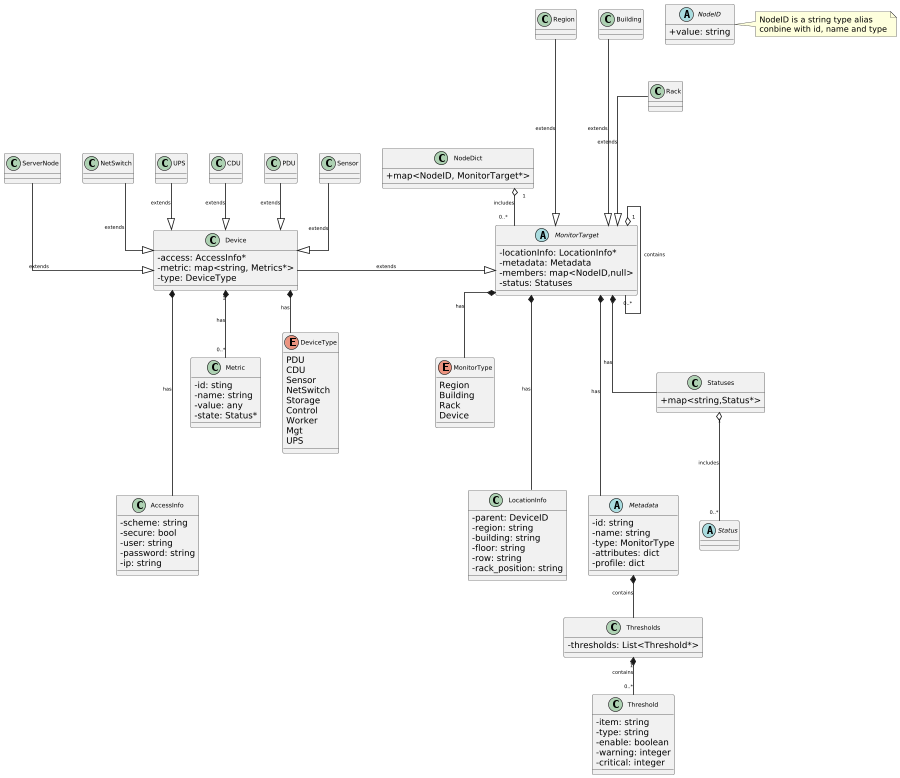 C Region
C Building
A NodeID
+value: string
NodeID is a string type alias
conbine with id, name and type
C Rack
extends
extends
extends
C ServerNode
C NetSwitch
C UPS
C CDU
C PDU
C Sensor
C NodeDict
+map<NodeID, MonitorTarget*>
extends
extends
extends
extends
extends
extends
includes
1
0..*
C Device
-access: AccessInfo*
-metric: map<string, Metrics*>
-type: DeviceType
extends
A MonitorTarget
-locationInfo: LocationInfo*
-metadata: Metadata
-members: map<NodeID,null>
-status: Statuses
1
contains
0..*
has
0..*
has
has
has
has
has
has
C Metric
-id: sting
-name: string
-value: any
-state: Status*
E DeviceType
PDU
CDU
Sensor
NetSwitch
Storage
Control
Worker
Mgt
UPS
E MonitorType
Region
Building
Rack
Device
C Statuses
+map<string,Status*>
includes
0..*
A Status
C AccessInfo
-scheme: string
-secure: bool
-user: string
-password: string
-ip: string
C LocationInfo
-parent: DeviceID
-region: string
-building: string
-floor: string
-row: string
-rack_position: string
A Metadata
-id: string
-name: string
-type: MonitorType
-attributes: dict
-profile: dict
contains
C Thresholds
-thresholds: List<Threshold*>
contains
0..*
C Threshold
-item: string
-type: string
-enable: boolean
-warning: integer
-critical: integer